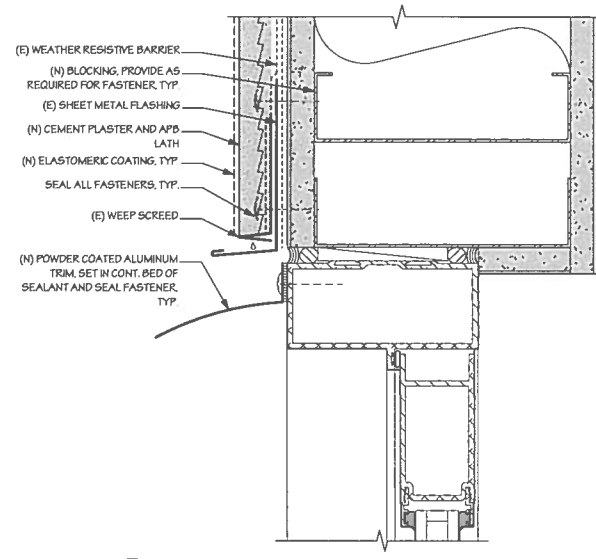 (E) WEATHER RESISTIVE BARRIER
(N) BLOCKING, PROVIDE AS
REQUIRED FOR FASTENER, TYP.
(E) SHEET METAL FLASHING
(N) CEMENT PLASTER AND APB
LATH
(N) ELASTOMERIC COATING, TYP.
SEAL ALL FASTENERS, TYP.
(E) WEEP SCREED
(N) POWDER COATED ALUMINUM
TRIM, SET IN CONT. BED OF
SEALANT AND SEAL FASTENER,
TYP.